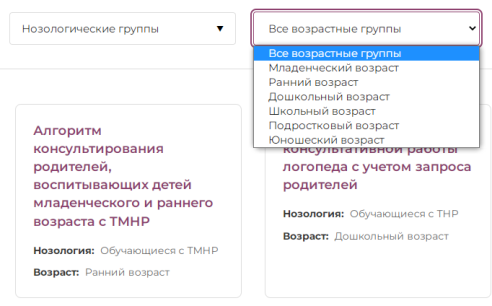 Нозологические группы
Все возрастные группы
Все возрастные группы
Младенческий возраст
Ранний возраст
Дошкольный возраст
Школьный возраст
Подростковый возраст
Юношеский возраст
Алгоритм
консультирования
родителей,
воспитывающих детей
младенческого и раннего
возраста с ТМНР
Нозология: Обучающиеся с ТМНР
Возраст: Ранний возраст
консультативной работы
логопеда с учетом запроса
родителей
Нозология: Обучающиеся с ТНР
Возраст: Дошкольный возраст